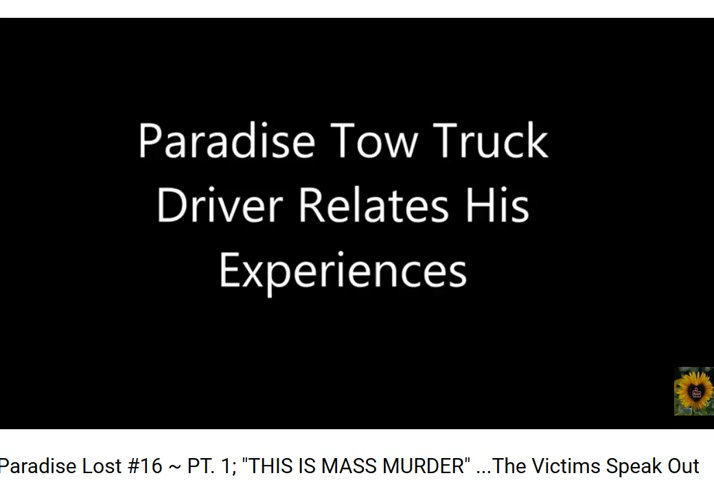 Paradise Tow Truck
Driver Relates His
Experiences
Paradise Lost #16 ~ PT. 1; "THIS IS MASS MURDER" ...The Victims Speak Out